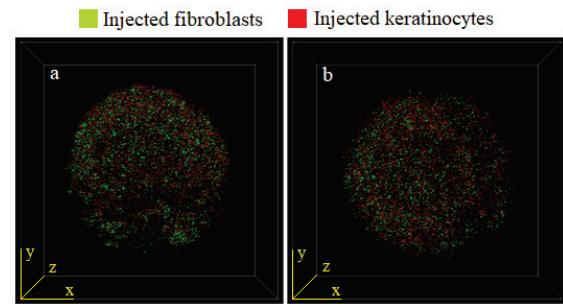 Injected fibroblasts Injected keratinocytes
a b
y y
z z
x x